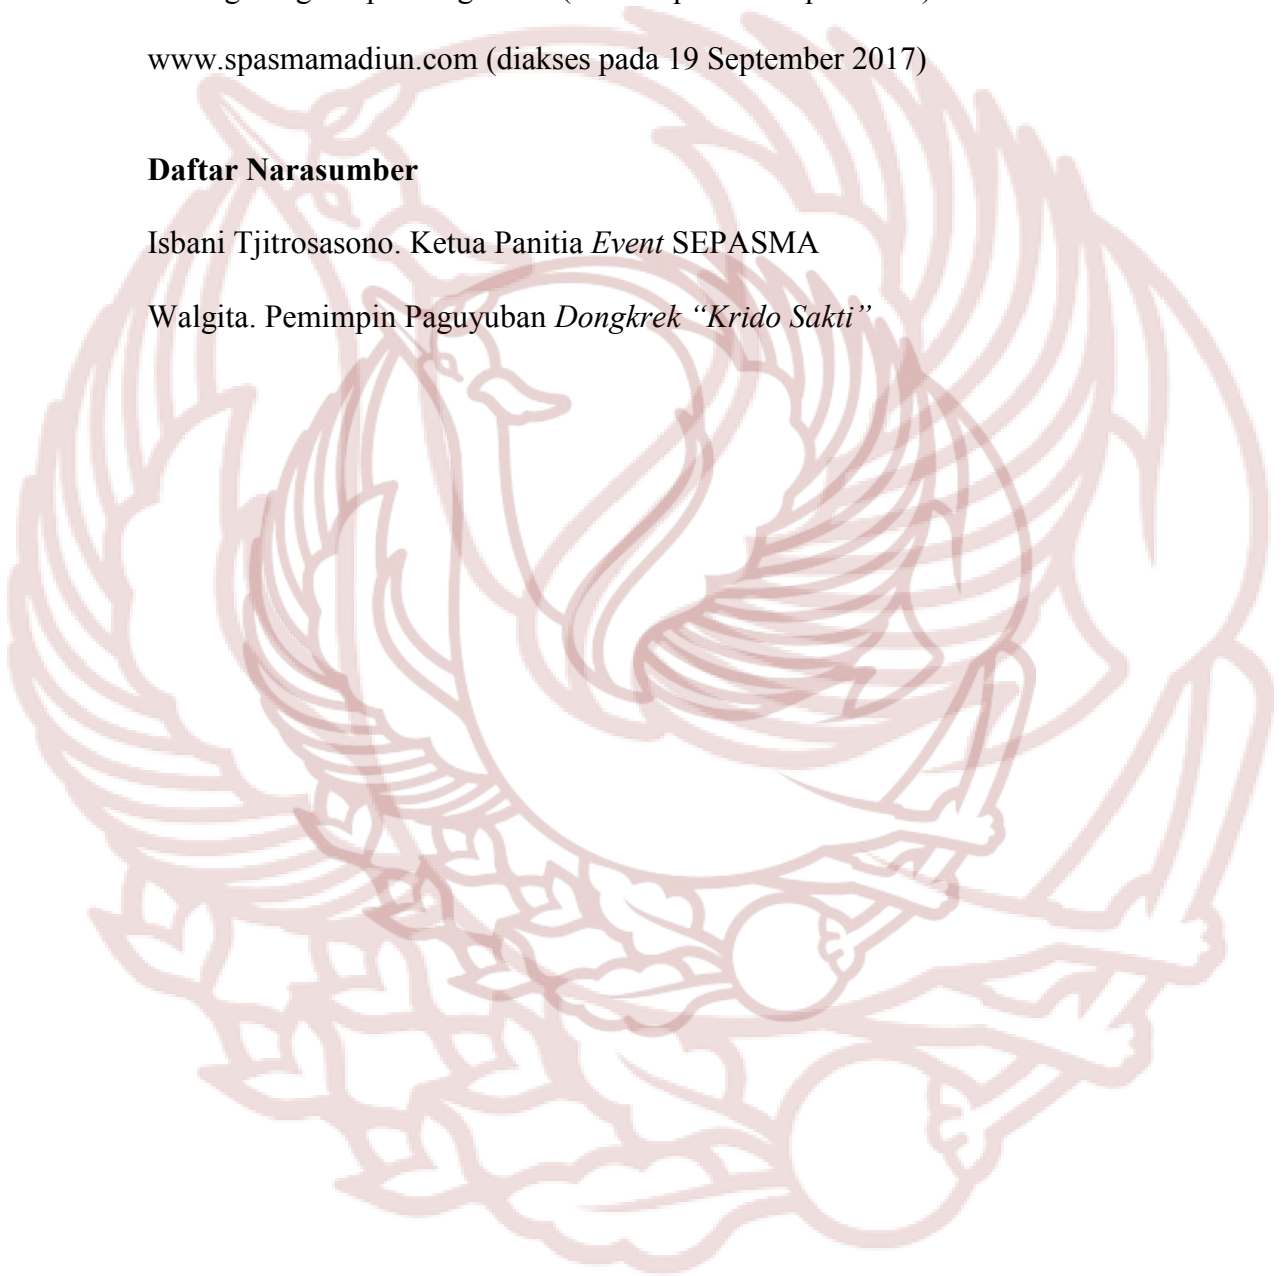 www.spasmamadiun.com (diakses pada 19 September 2017)
Daftar Narasumber
Isbani Tjitrosasono. Ketua Panitia Event SEPASMA
Walgita. Pemimpin Paguyuban Dongkrek “Krido Sakti”